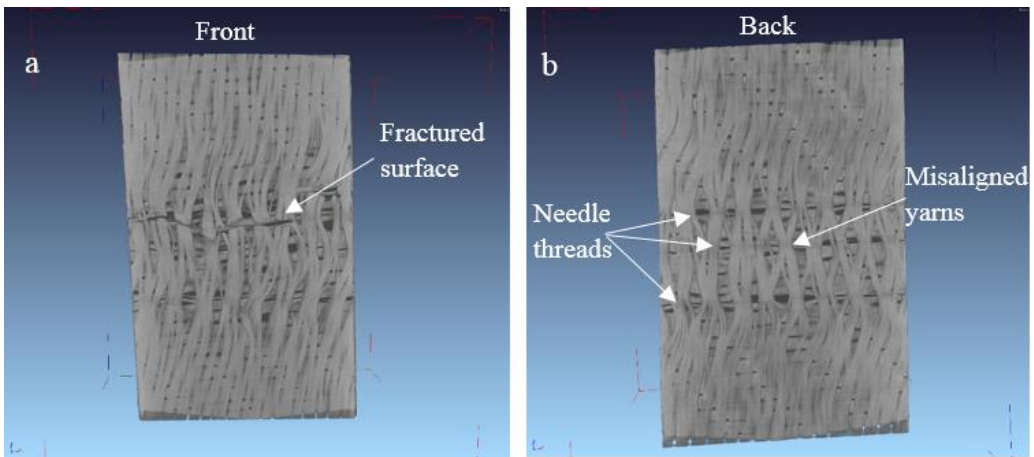 Front
a
Fractured
surface
Back
b
Misaligned
yarns
Needle
threads